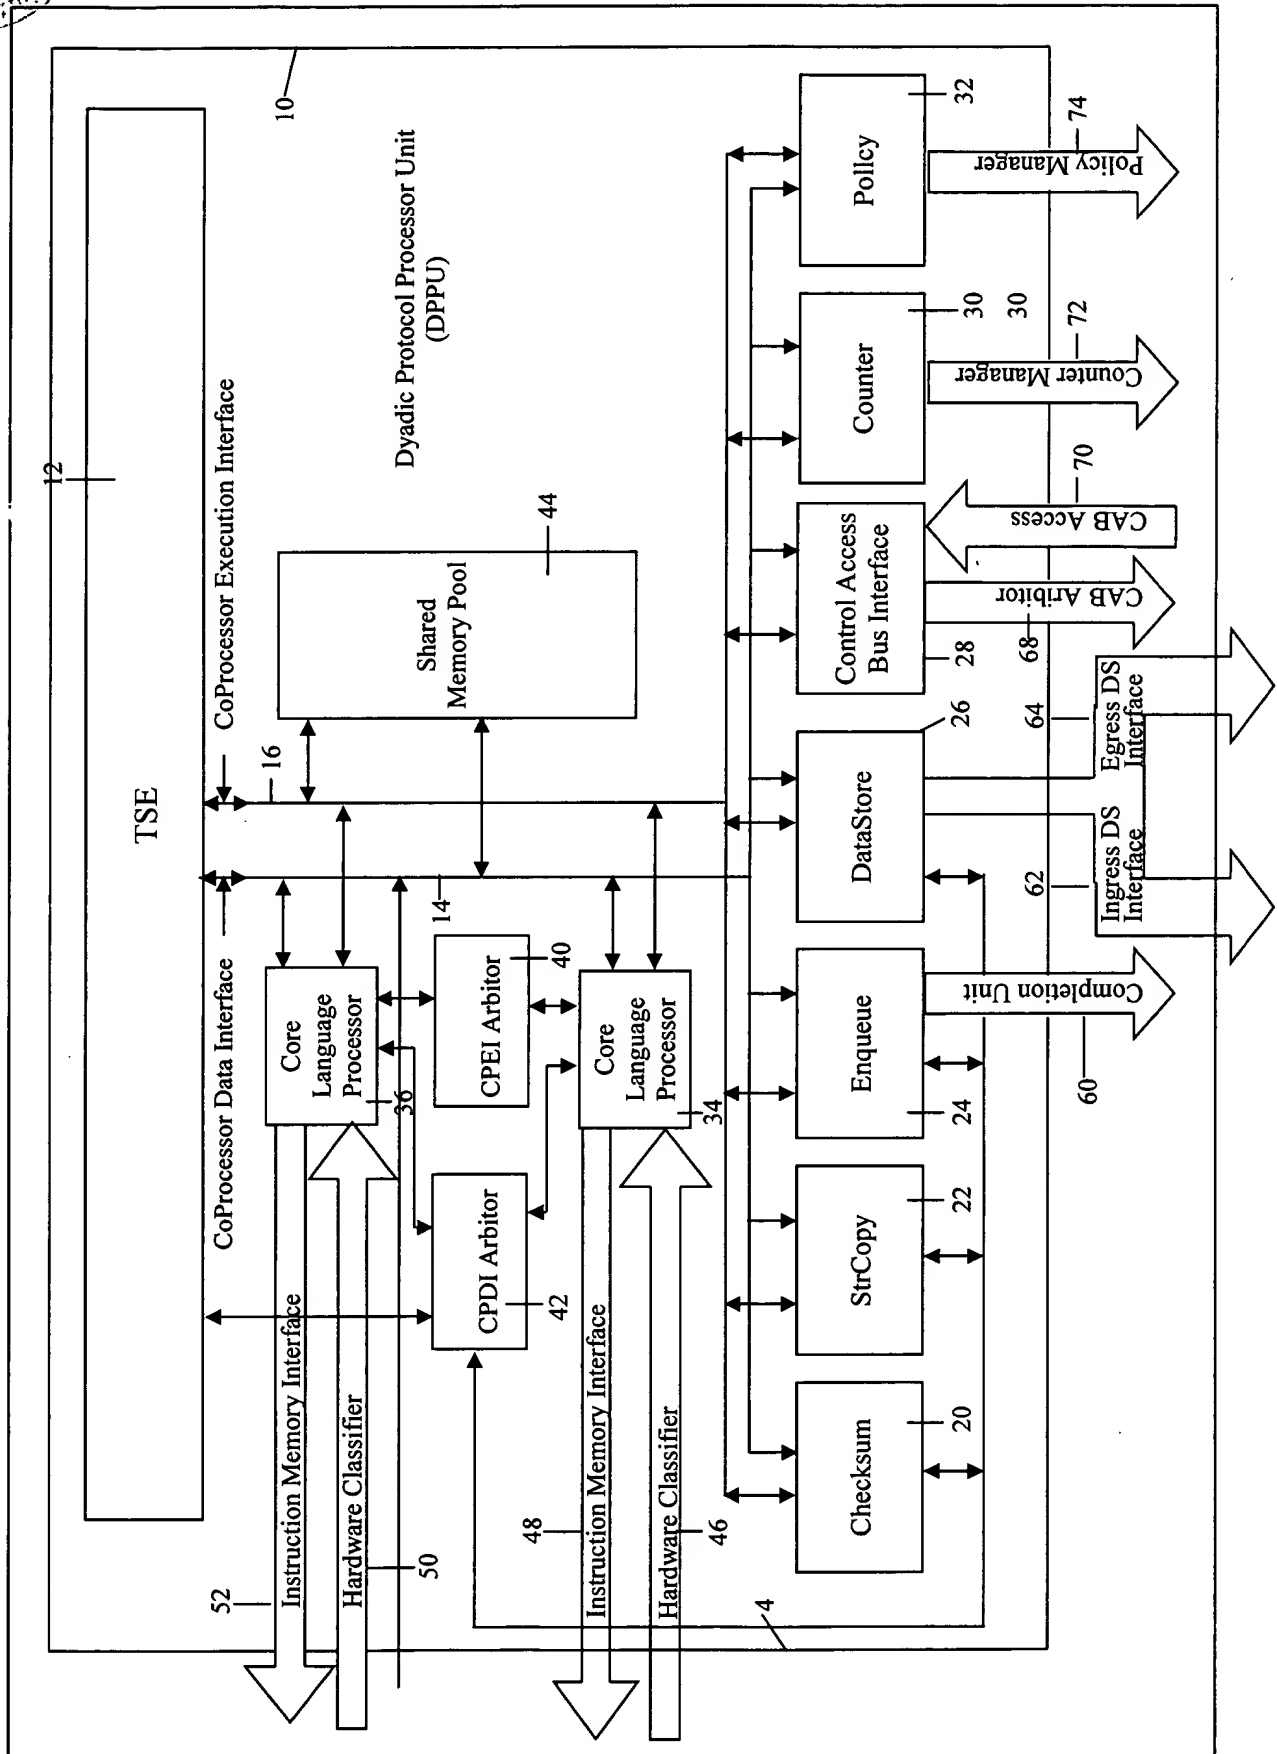 12
TSE
10
CoProcessor Data Interface
CoProcessor Execution Interface
16
14
52
Instruction Memory Interface
Hardware Classifier
50
Core
Language
Processor
36
Shared
Memory Pool
44
Dyadic Protocol Processor Unit
(DPPU)
CPDI Arbitor
42
CPEI Arbitor
40
48
Instruction Memory Interface
Hardware Classifier
46
Core
Language
Processor
34
4
Checksum
20
StrCopy
22
Enqueue
24
DataStore
26
Control Access
Bus Interface
28
Counter
30
30
Policy
32
Completion Unit
60
Ingress DS
Interface
62
Egress DS
Interface
64
CAB Aribitor
68
CAB Access
70
Counter Manager
72
Policy Manager
74